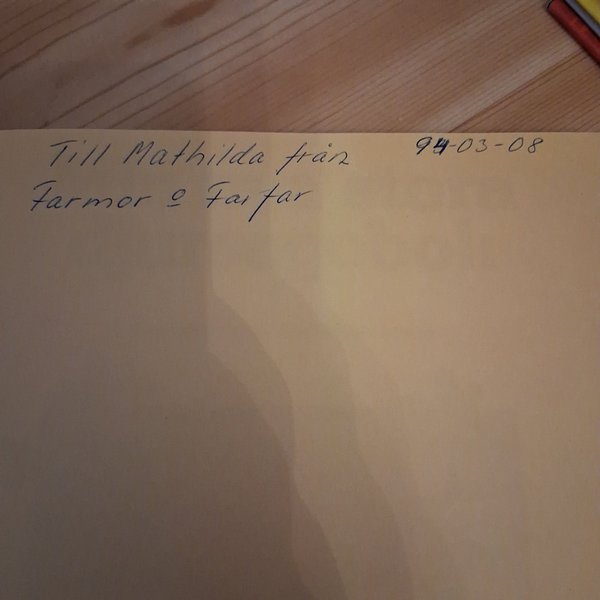 Till Mathilda från 94-03-08
Farmor o Farfar